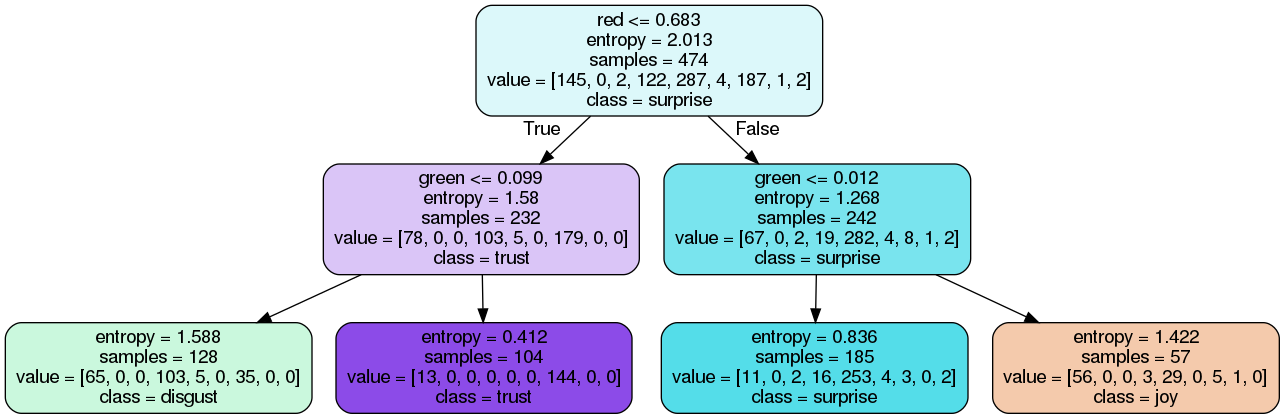 red <= 0.683
entropy = 2.013
samples = 474
value = [145, 0, 2, 122, 287, 4, 187, 1, 2]
class = surprise
True
False
green <= 0.099
entropy = 1.58
samples = 232
value = [78, 0, 0, 103, 5, 0, 179, 0, 0]
class = trust
green <= 0.012
entropy = 1.268
samples = 242
value = [67, 0, 2, 19, 282, 4, 8, 1, 2]
class = surprise
entropy = 1.588
samples = 128
value = [65, 0, 0, 103, 5, 0, 35, 0, 0]
class = disgust
entropy = 0.412
samples = 104
value = [13, 0, 0, 0, 0, 0, 144, 0, 0]
class = trust
entropy = 0.836
samples = 185
value = [11, 0, 2, 16, 253, 4, 3, 0, 2]
class = surprise
entropy = 1.422
samples = 57
value = [56, 0, 0, 3, 29, 0, 5, 1, 0]
class = joy